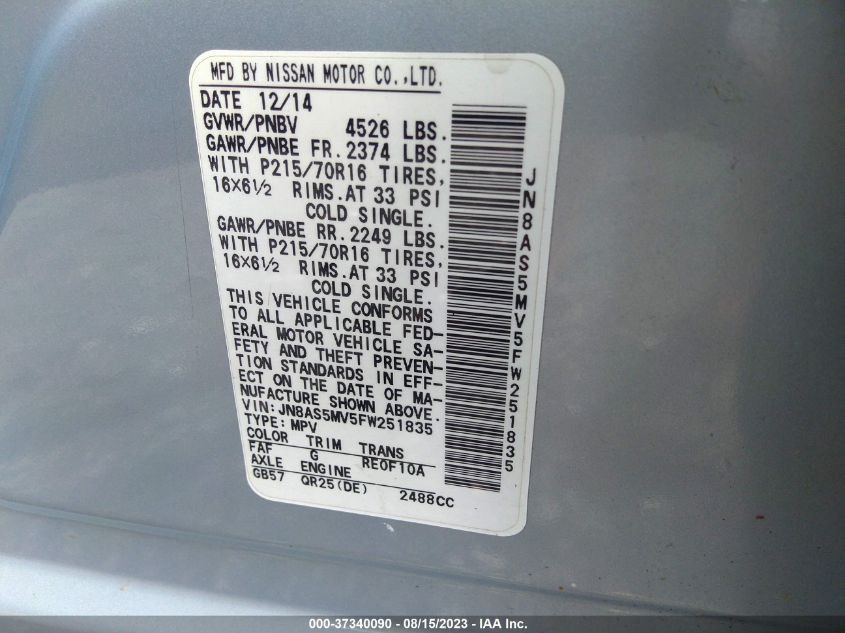 MFD BY NISSAN MOTOR CO.,LTD.
DATE 12/14
GVWR/PNBV 4526 LBS.
GAWR/PNBE FR.2374 LBS.
WITH P215/70R16 TIRES,
16X6½ RIMS.AT 33 PSI
COLD SINGLE.
GAWR/PNBE RR.2249 LBS.
WITH P215/70R16 TIRES,
16X6½ RIMS.AT 33 PSI
COLD SINGLE.
THIS VEHICLE CONFORMS
TO ALL APPLICABLE FED-
ERAL MOTOR VEHICLE SA-
FETY AND THEFT PREVEN-
TION STANDARDS IN EFF-
ECT ON THE DATE OF MA-
NUFACTURE SHOWN ABOVE.
VIN:JN8AS5MV5FW251835
TYPE:MPV
COLOR TRIM TRANS
FAF G RE0F10A
AXLE ENGINE
GB57 QR25(DE) 2488CC
JN8AS5MV5FW251835
000-37340090 - 08/15/2023 - IAA Inc.